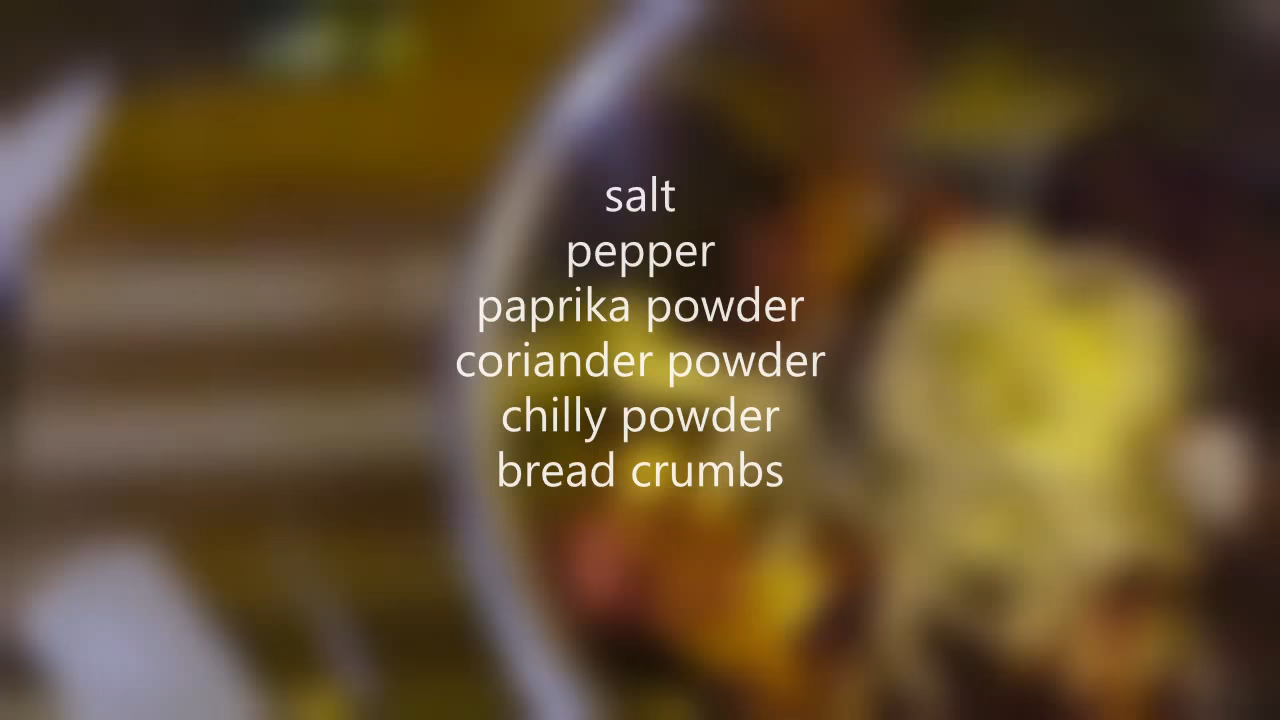 salt
pepper
paprika powder
coriander powder
chilly powder
bread crumbs